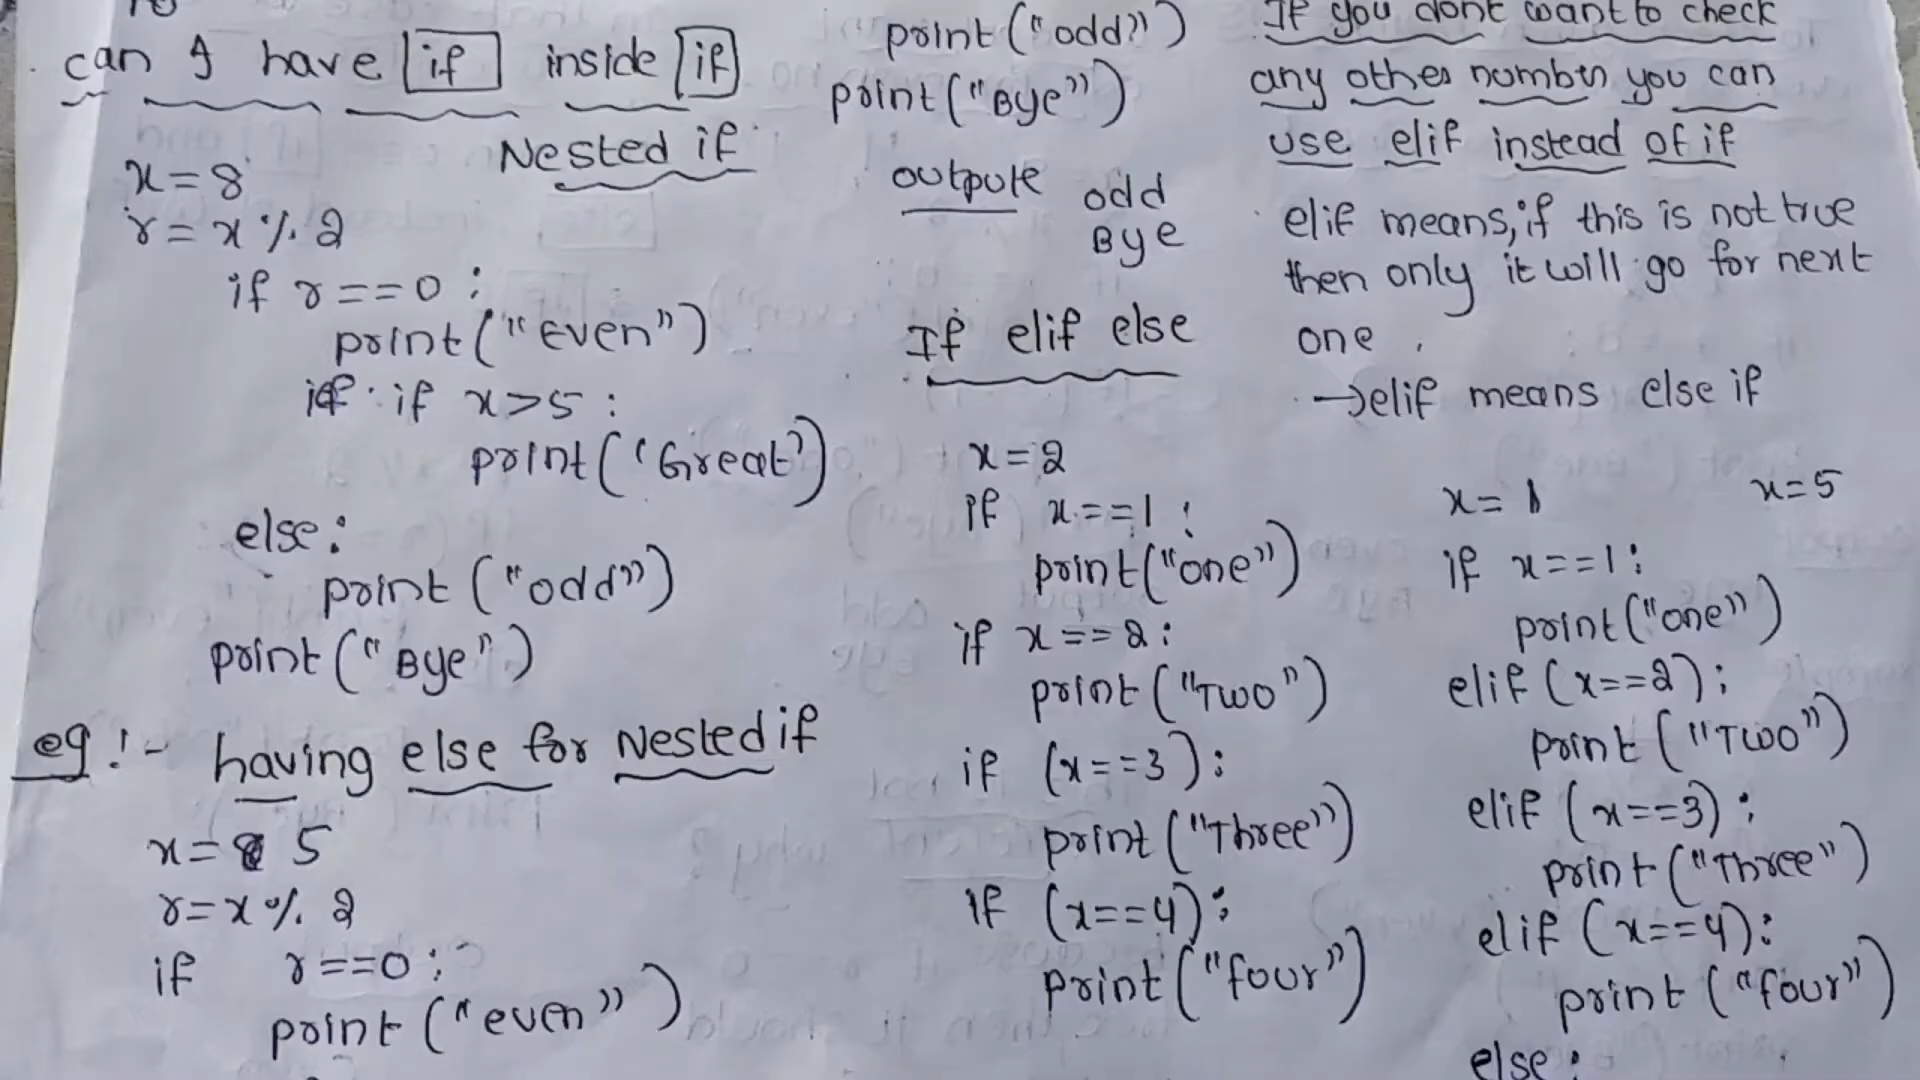 can I have if inside if
Nested if
x=8
r=x%2
if r==0:
print("Even")
if x>5:
print('Great')
else:
print ("odd")
print("Bye")
eg:- having else for Nested if
x= 5
r=x%2
if r==0:
print("even")
print("odd")
print("Bye")
outpute odd
Bye
If elif else
x=2
if x==1:
print("one")
if x==2:
print("Two")
if (x==3):
print("Three")
if (x==4):
print("four")
If you dont want to check
any other number you can
use elif instead of if
elif means, if this is not true
then only it will go for next
one.
→elif means else if
x=1 x=5
if x==1:
print("one")
elif (x==2):
print("Two")
elif (x==3):
print("Three")
elif (x==4):
print("four")
else: